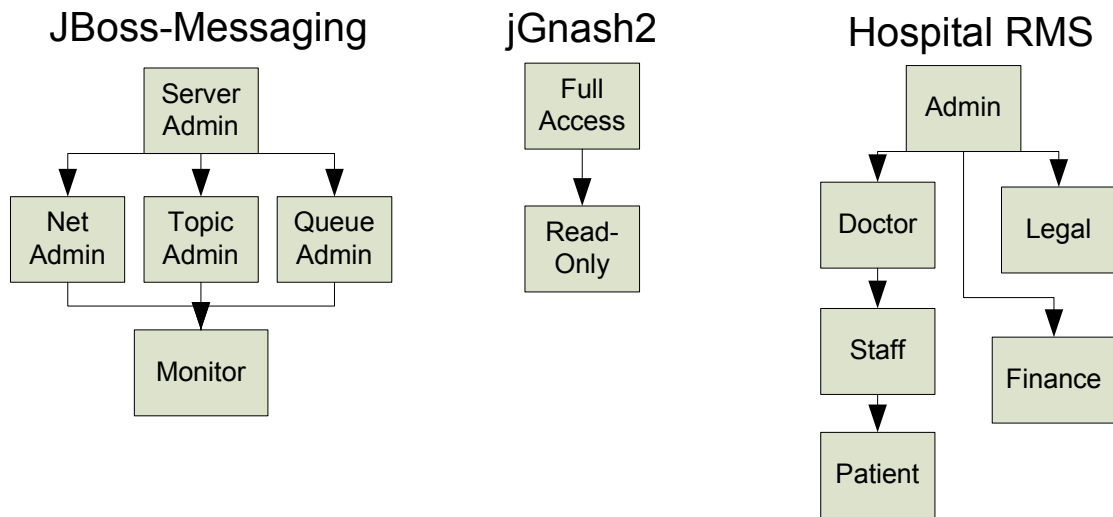 JBoss-Messaging
Server
Admin
Net
Admin
Topic
Admin
Queue
Admin
Monitor
jGnash2
Full
Access
Read-
Only
Hospital RMS
Admin
Doctor
Legal
Staff
Finance
Patient